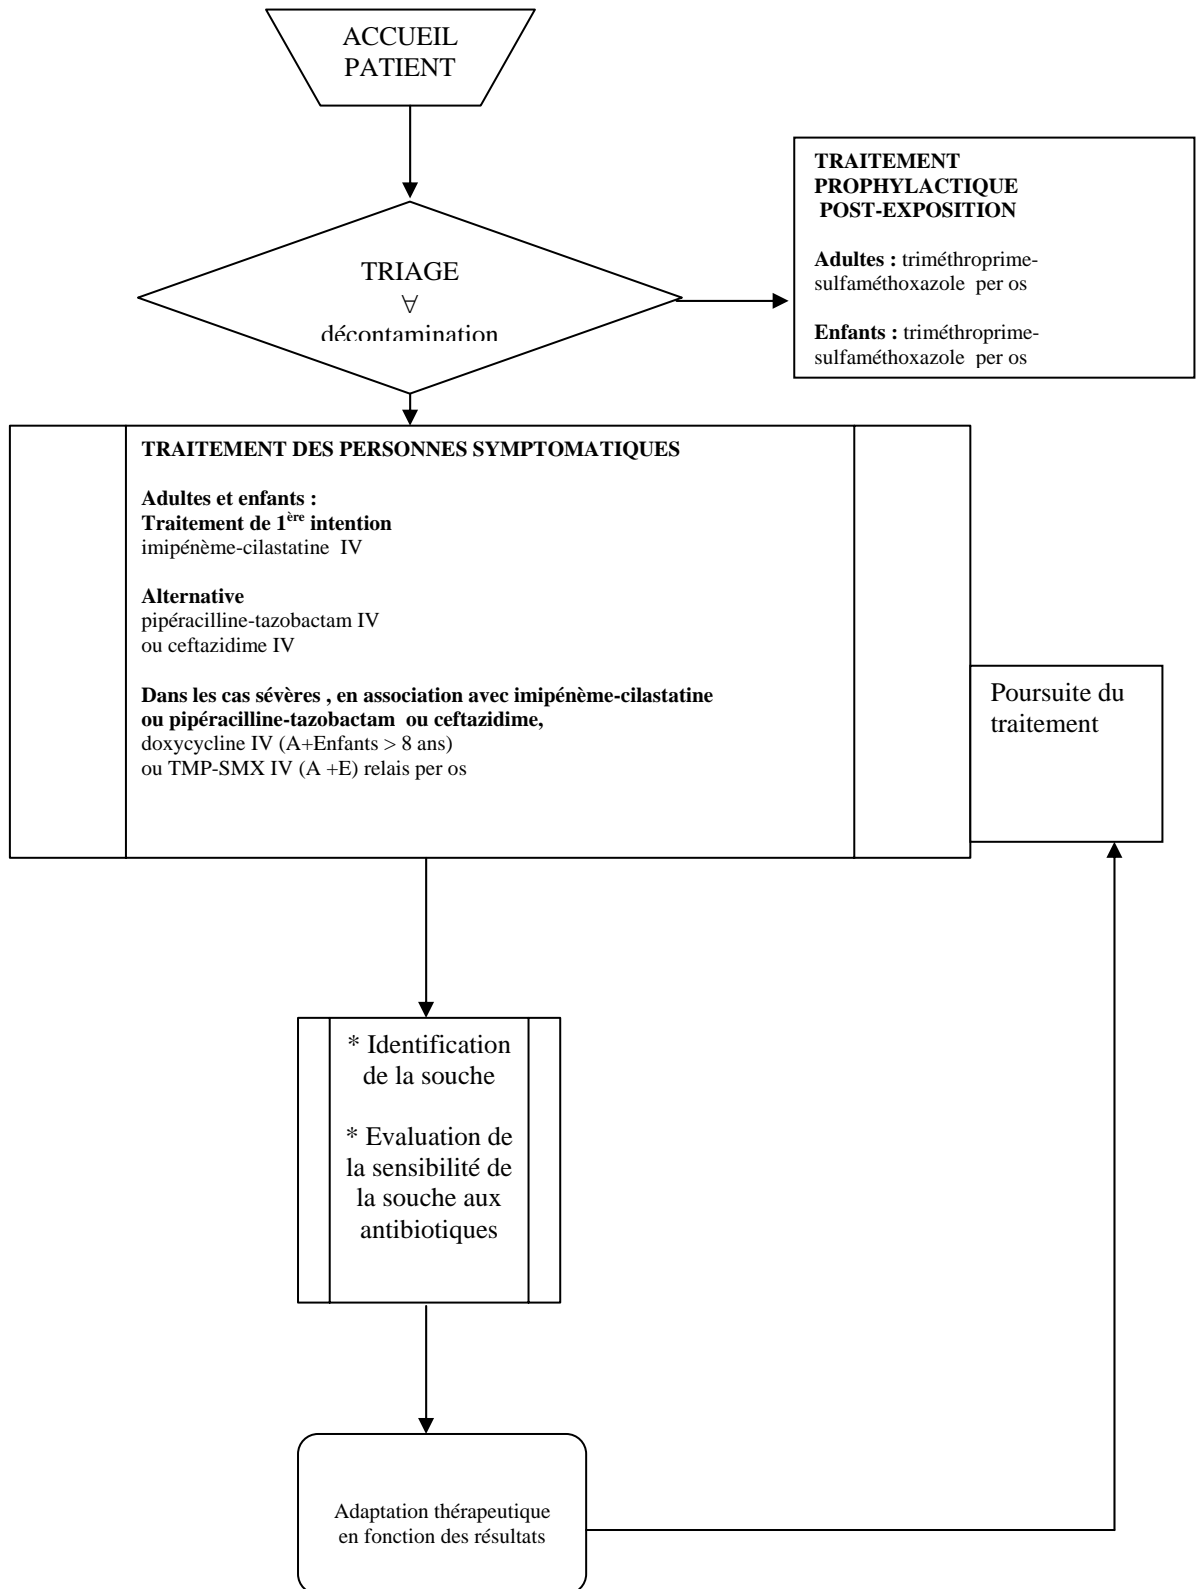 ACCUEIL
PATIENT
TRAITEMENT
PROPHYLACTIQUE
POST-EXPOSITION
Adultes : triméthroprime-
sulfaméthoxazole per os
Enfants : triméthroprime-
sulfaméthoxazole per os
TRIAGE
∀
décontamination
TRAITEMENT DES PERSONNES SYMPTOMATIQUES
Adultes et enfants :
Traitement de 1ère intention
imipénème-cilastatine IV
Alternative
pipéracilline-tazobactam IV
ou ceftazidime IV
Dans les cas sévères , en association avec imipénème-cilastatine
ou pipéracilline-tazobactam ou ceftazidime,
doxycycline IV (A+Enfants > 8 ans)
ou TMP-SMX IV (A +E) relais per os
Poursuite du
traitement
* Identification
de la souche
* Evaluation de
la sensibilité de
la souche aux
antibiotiques
Adaptation thérapeutique
en fonction des résultats